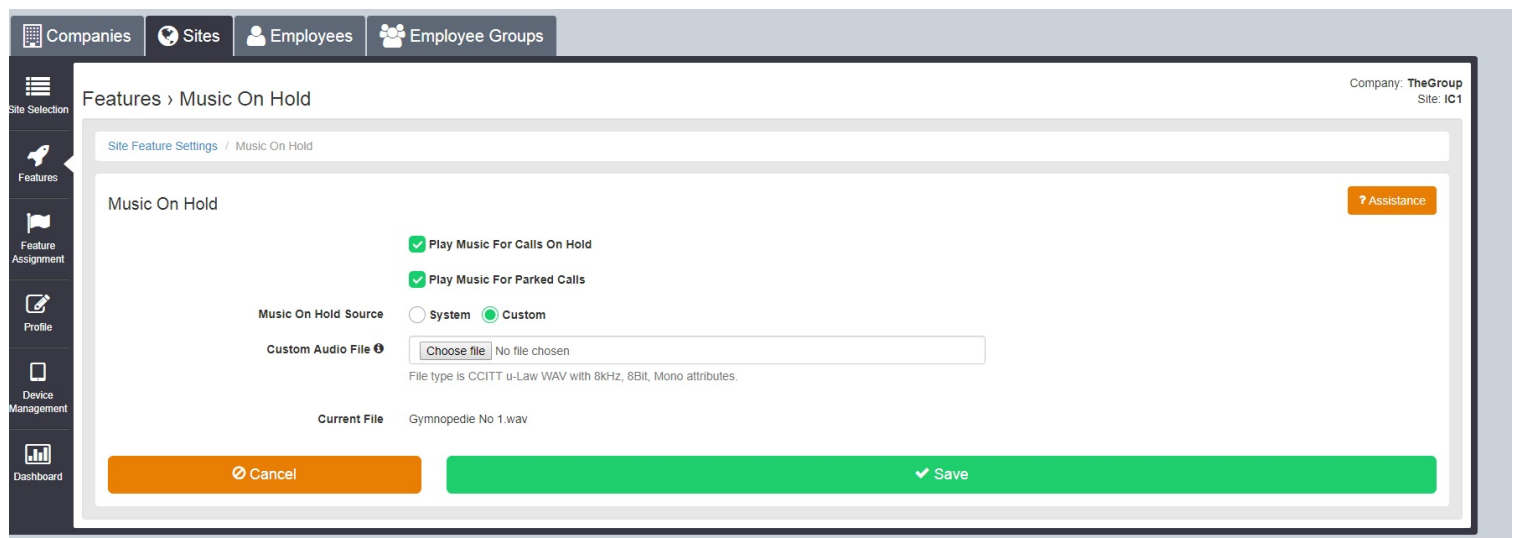 Companies
Sites
Employees
Employee Groups
Site Selection
Features
Feature
Assignment
Profile
Device
Management
Dashboard
Features › Music On Hold
Company: TheGroup
Site: IC1
Site Feature Settings / Music On Hold
Music On Hold
? Assistance
Play Music For Calls On Hold
Play Music For Parked Calls
Music On Hold Source System Custom
Custom Audio File Choose file No file chosen
File type is CCITT u-Law WAV with 8kHz, 8Bit, Mono attributes.
Current File Gymnopedie No 1.wav
Cancel
Save